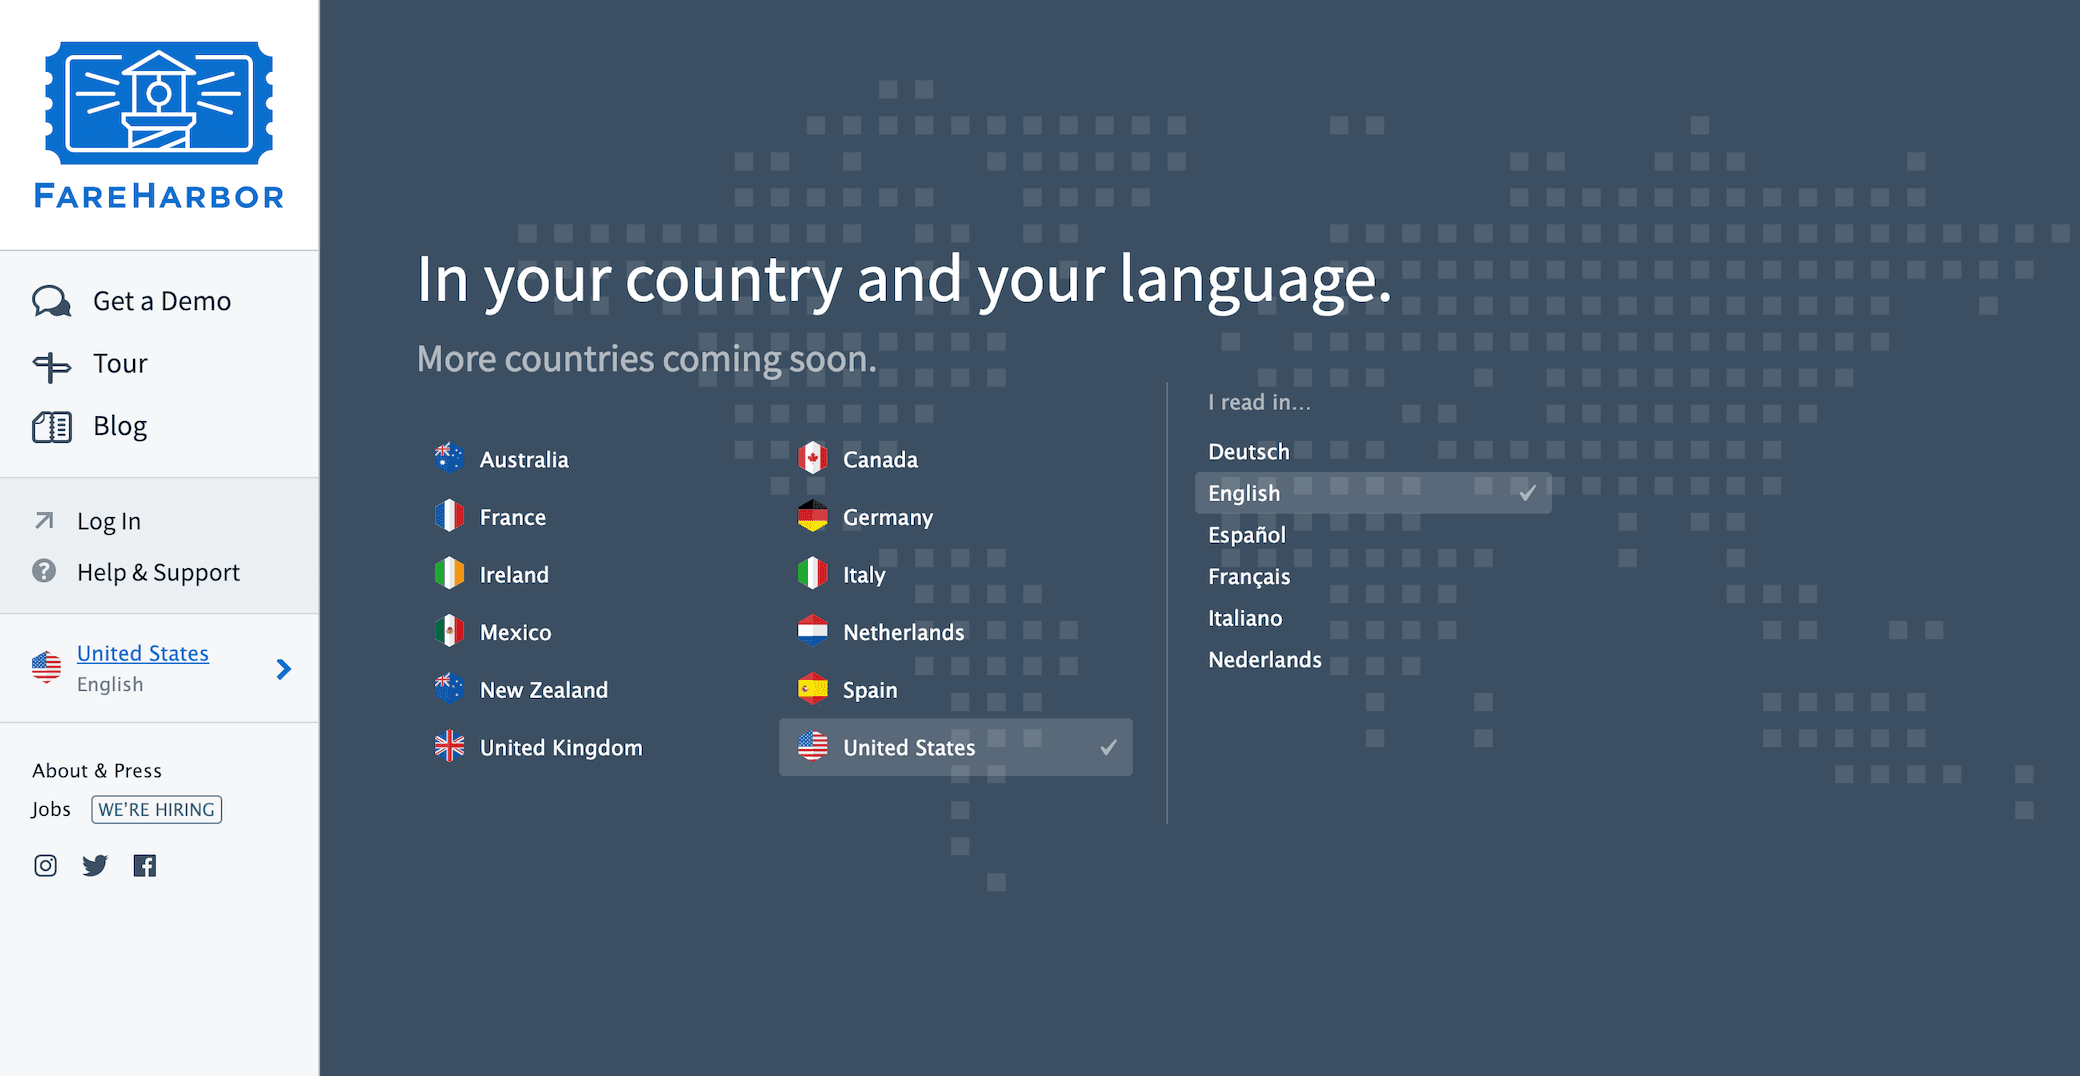 FAREHARBOR
Get a Demo
Tour
Blog
Log In
Help & Support
United States
English
About & Press
Jobs WE'RE HIRING
In your country and your language.
More countries coming soon.
Australia
Canada
France
Germany
Ireland
Italy
Mexico
Netherlands
New Zealand
Spain
United Kingdom
United States
I read in...
Deutsch
English
Español
Français
Italiano
Nederlands